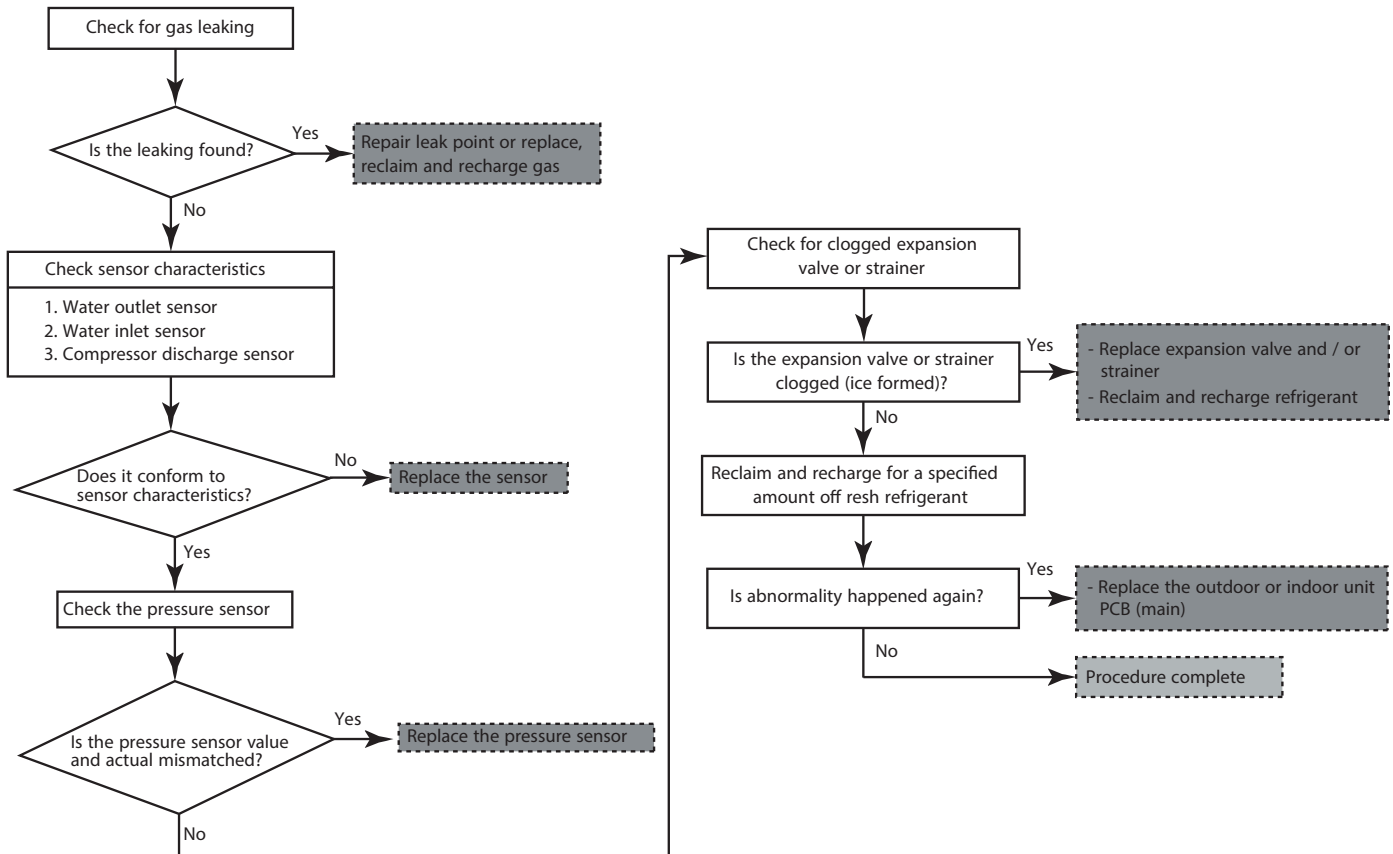 Check for gas leaking
Is the leaking found?
Yes
Repair leak point or replace,
reclaim and recharge gas
No
Check sensor characteristics
1. Water outlet sensor
2. Water inlet sensor
3. Compressor discharge sensor
Does it conform to
sensor characteristics?
No
Replace the sensor
Yes
Check the pressure sensor
Is the pressure sensor value
and actual mismatched?
Yes
Replace the pressure sensor
No
Check for clogged expansion
valve or strainer
Is the expansion valve or strainer
clogged (ice formed)?
Yes
- Replace expansion valve and / or
strainer
- Reclaim and recharge refrigerant
No
Reclaim and recharge for a specified
amount off resh refrigerant
Is abnormality happened again?
Yes
- Replace the outdoor or indoor unit
PCB (main)
No
Procedure complete